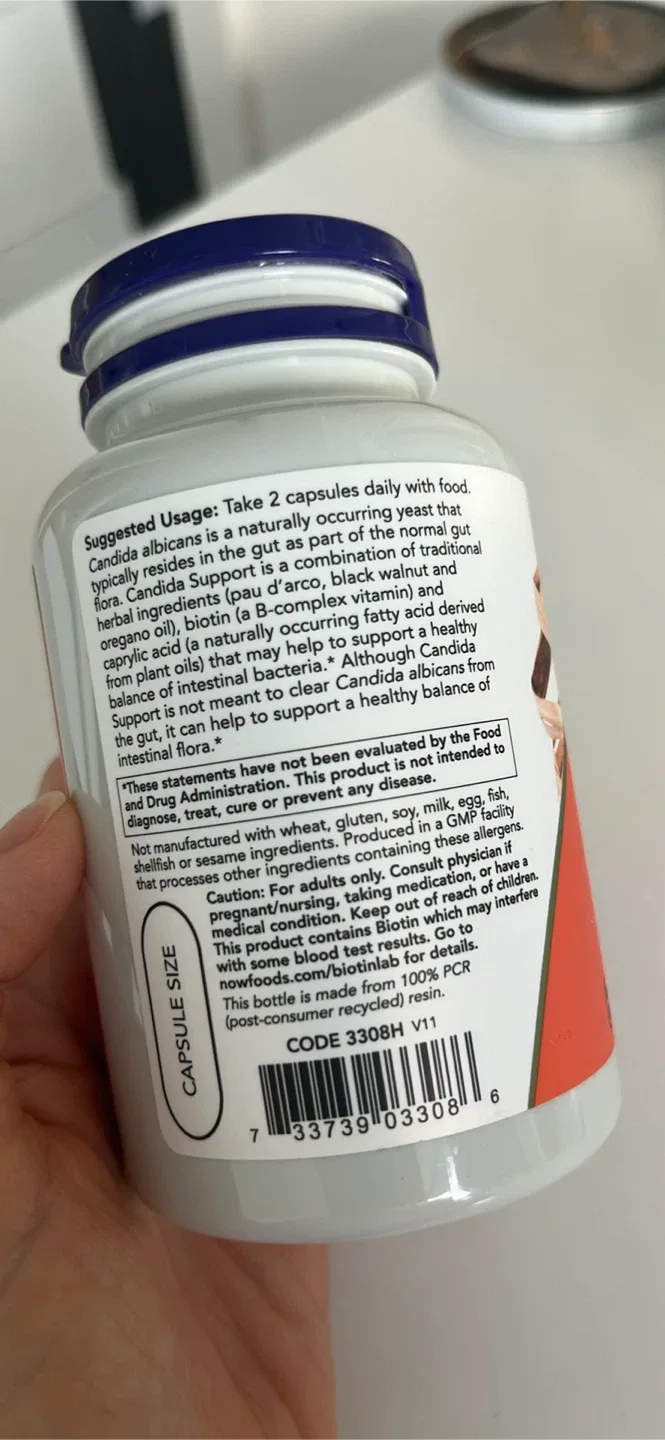 Suggested Usage: Take 2 capsules daily with food.
Candida albicans is a naturally occurring yeast that
typically resides in the gut as part of the normal gut
flora. Candida Support is a combination of traditional
herbal ingredients (pau d'arco, black walnut and
oregano oil), biotin (a B-complex vitamin) and
caprylic acid (a naturally occurring fatty acid derived
from plant oils) that may help to support a healthy
balance of intestinal bacteria.* Although Candida
Support is not meant to clear Candida albicans from
the gut, it can help to support a healthy balance of
intestinal flora.*
*These statements have not been evaluated by the Food
and Drug Administration. This product is not intended to
diagnose, treat, cure or prevent any disease.
Not manufactured with wheat, gluten, soy, milk, egg, fish,
shellfish or sesame ingredients. Produced in a GMP facility
that processes other ingredients containing these allergens.
Caution: For adults only. Consult physician if
pregnant/nursing, taking medication, or have a
medical condition. Keep out of reach of children.
This product contains Biotin which may interfere
with some blood test results. Go to
nowfoods.com/biotinlab for details.
This bottle is made from 100% PCR
(post-consumer recycled) resin.
CAPSULE SIZE
CODE 3308H V11
7 33739 03308 6